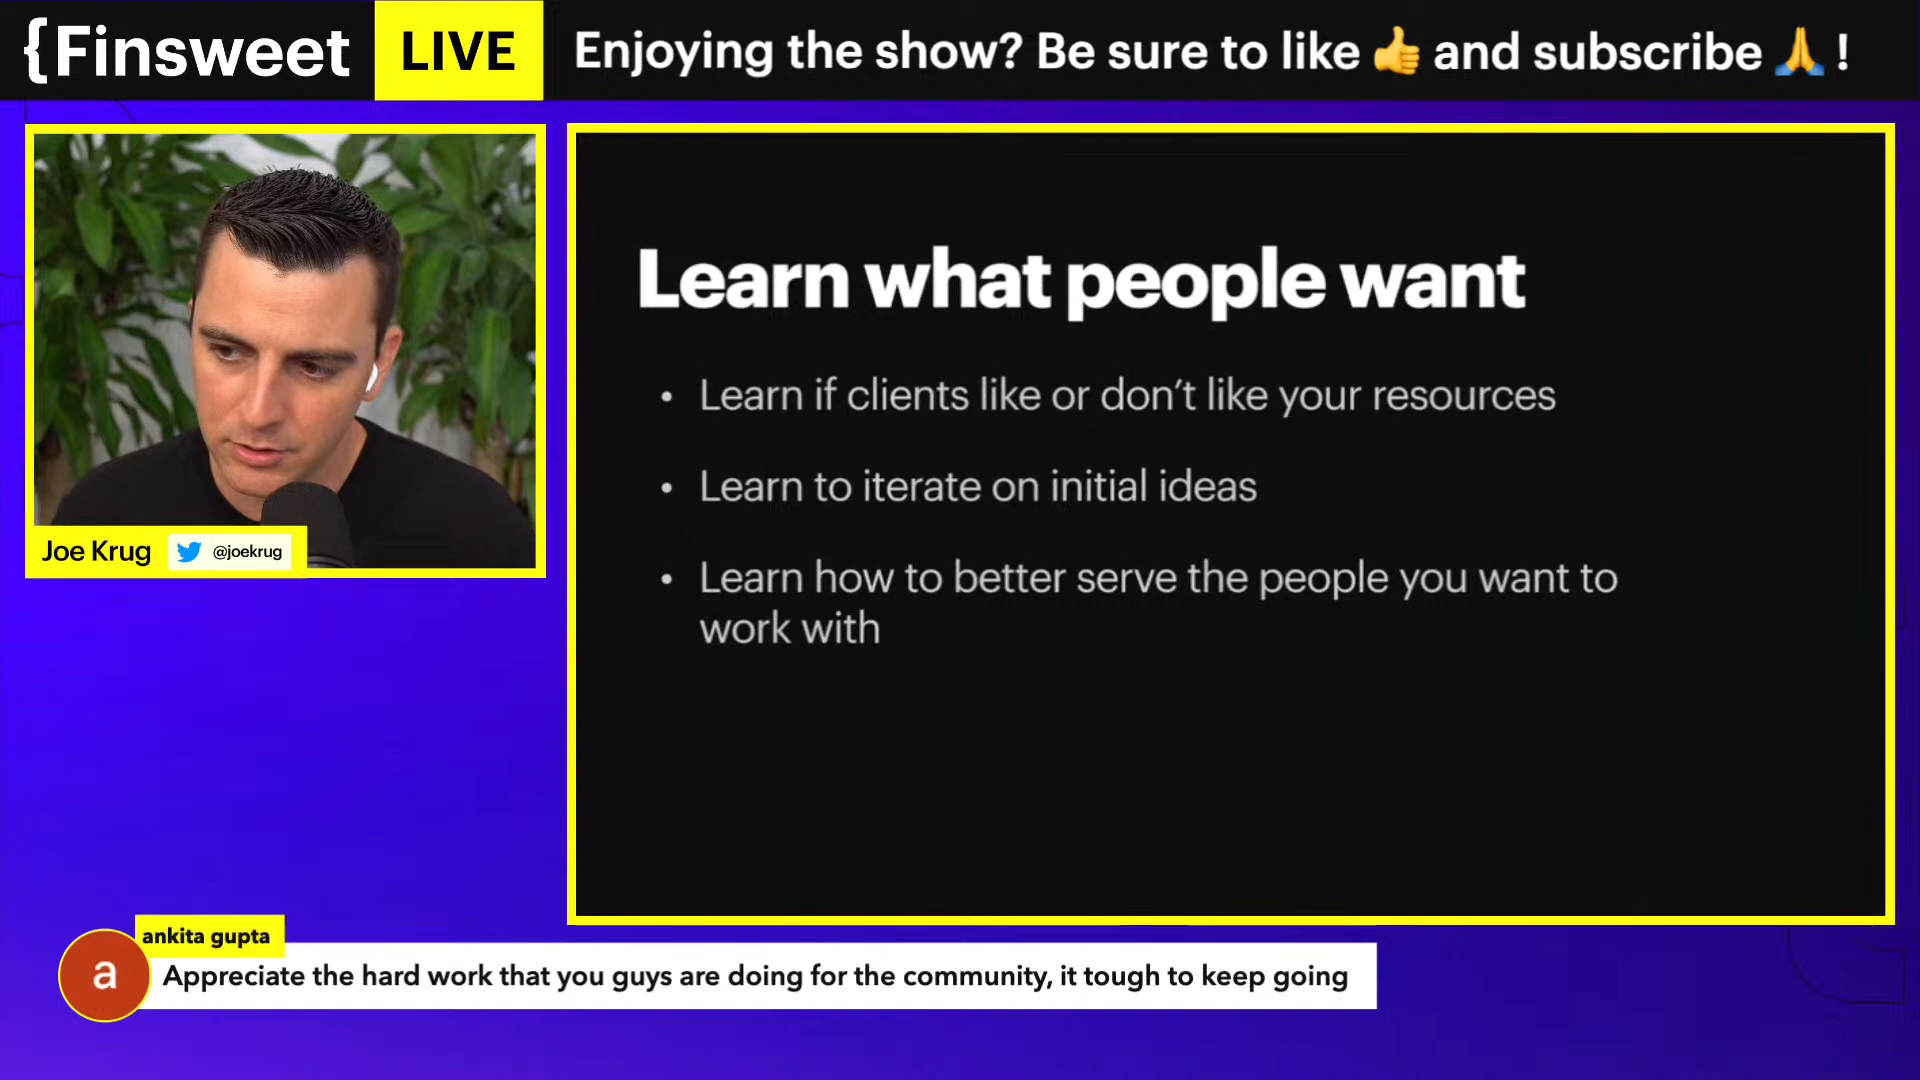 {Finsweet LIVE Enjoying the show? Be sure to like 👍 and subscribe 🙏 !
Joe Krug @joekrug
Learn what people want
• Learn if clients like or don’t like your resources
• Learn to iterate on initial ideas
• Learn how to better serve the people you want to
work with
ankita gupta
a
Appreciate the hard work that you guys are doing for the community, it tough to keep going